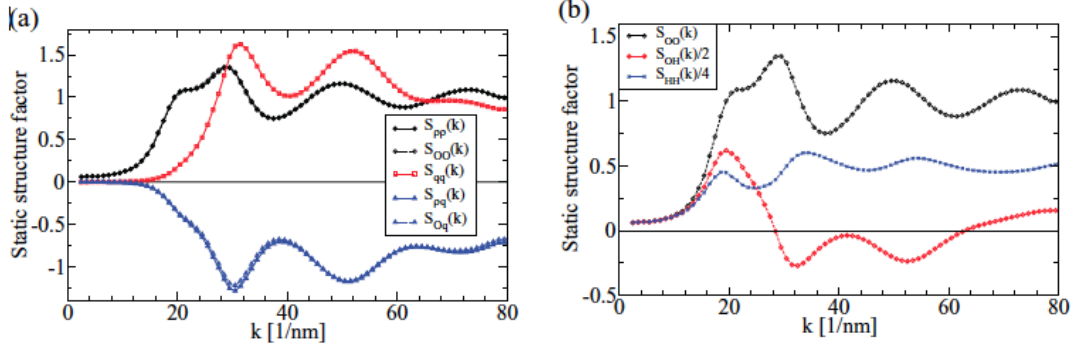 (a)
Static structure factor
1.5
1
0.5
0
-0.5
-1
S_ρρ(k)
S_OO(k)
S_qq(k)
S_ρq(k)
S_Oq(k)
0 20 40 60 80
k [1/nm]
(b)
Static structure factor
1.5
1
0.5
0
-0.5
S_OO(k)
S_OH(k)/2
S_HH(k)/4
0 20 40 60 80
k [1/nm]